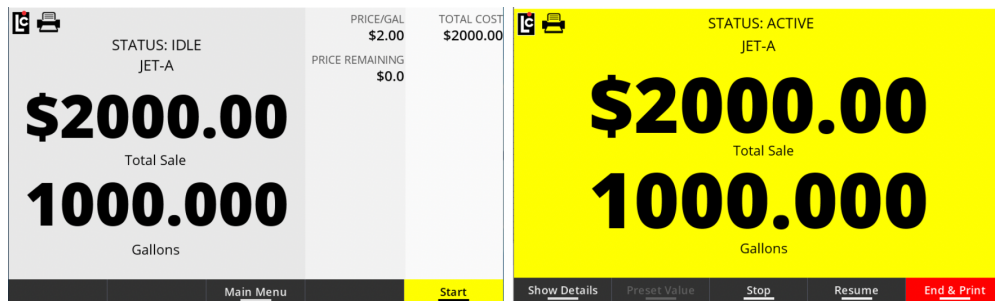 LC
STATUS: IDLE
JET-A
$2000.00
Total Sale
1000.000
Gallons
PRICE/GAL
$2.00
PRICE REMAINING
$0.0
TOTAL COST
$2000.00
Main Menu
Start
LC
STATUS: ACTIVE
JET-A
$2000.00
Total Sale
1000.000
Gallons
Show Details
Preset Value
Stop
Resume
End & Print